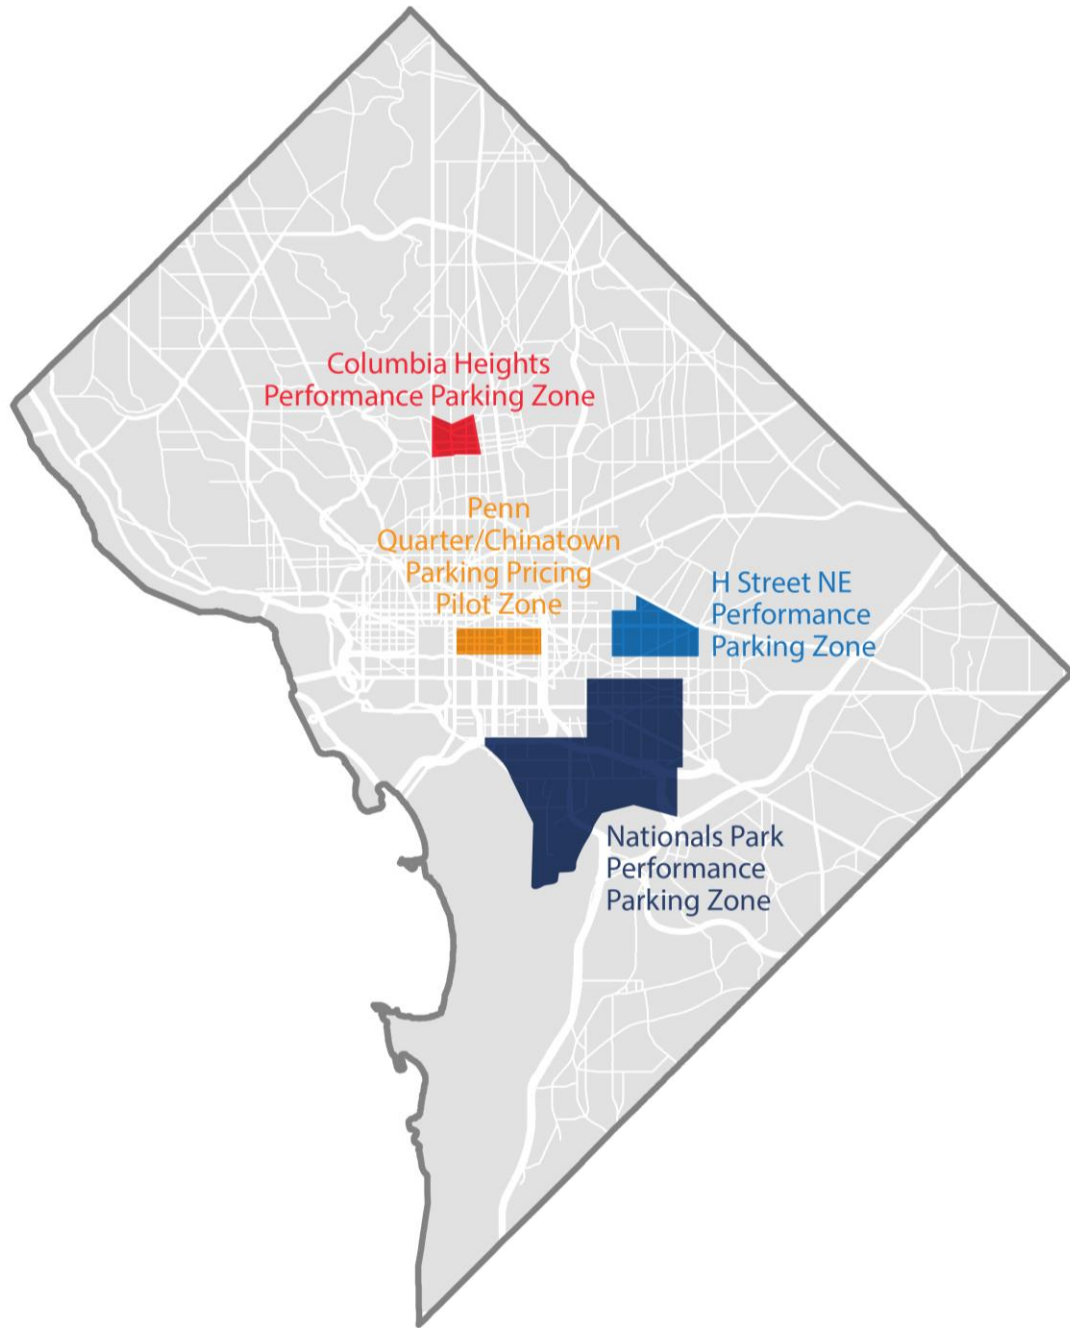 Columbia Heights
Performance Parking Zone
Penn
Quarter/Chinatown
Parking Pricing
Pilot Zone
H Street NE
Performance
Parking Zone
Nationals Park
Performance
Parking Zone